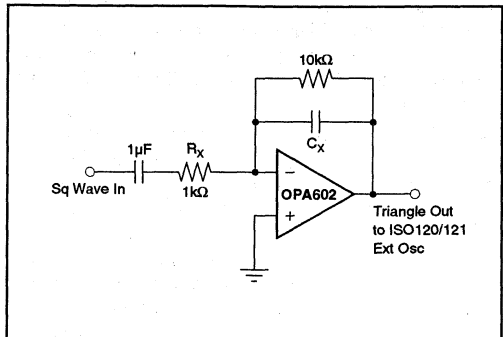 10kΩ
Cx
1µF
Rx
Sq Wave In
1kΩ
−
OPA602
+
Triangle Out
to ISO120/121
Ext Osc